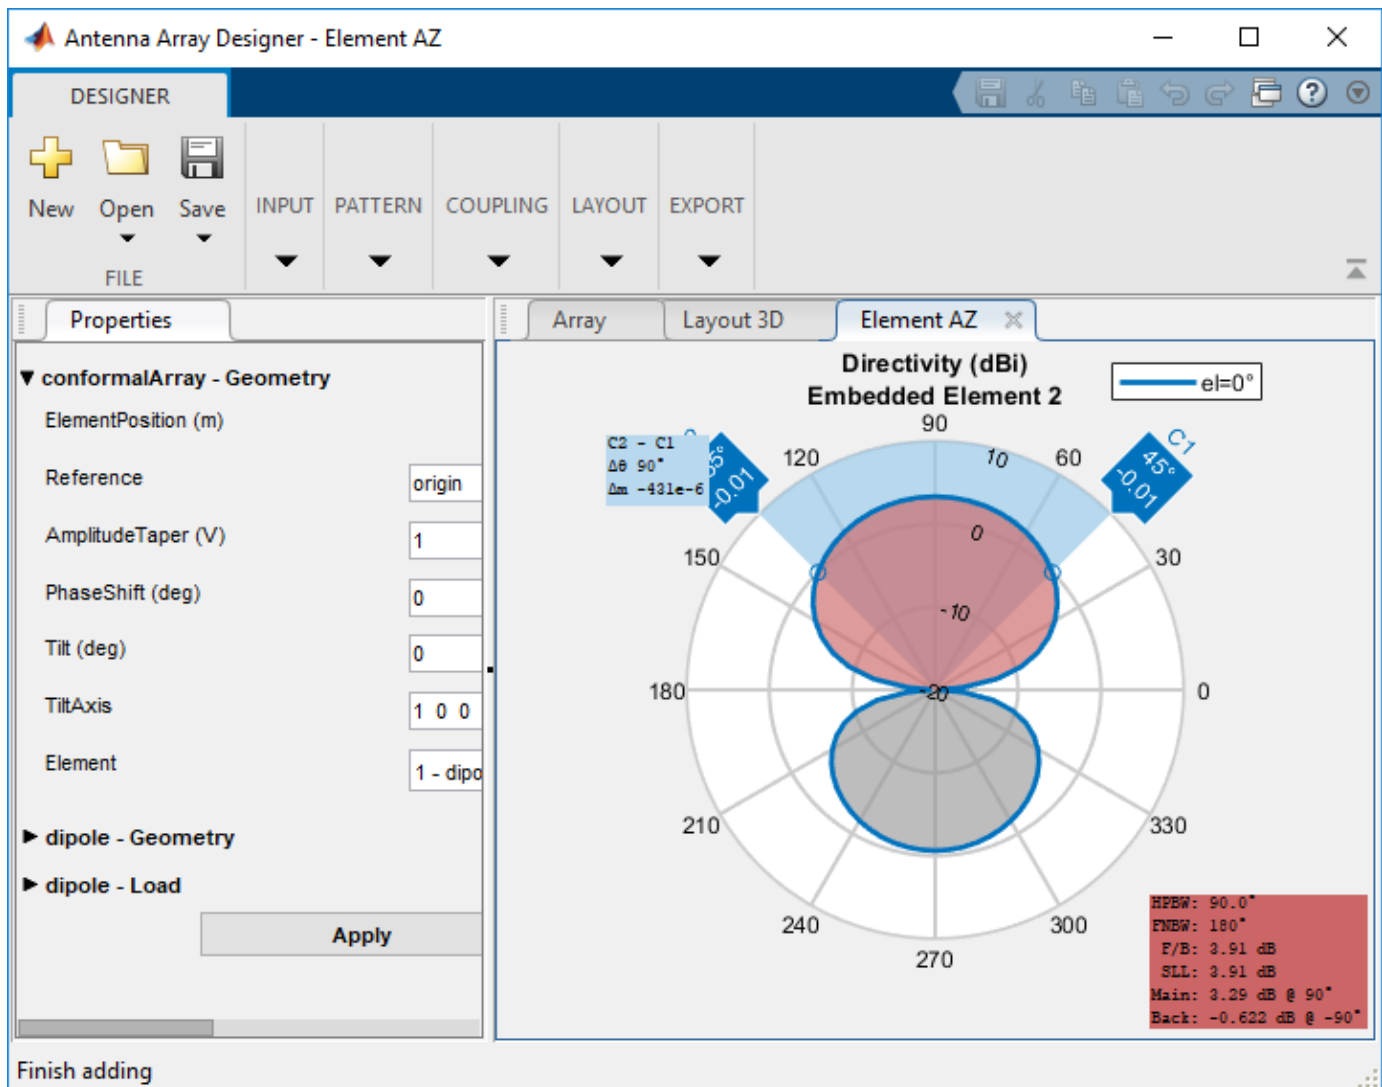 Antenna Array Designer - Element AZ
DESIGNER
New Open Save
FILE
INPUT
PATTERN
COUPLING
LAYOUT
EXPORT
Properties
conformalArray - Geometry
ElementPosition (m)
Reference origin
AmplitudeTaper (V) 1
PhaseShift (deg) 0
Tilt (deg) 0
TiltAxis 1 0 0
Element 1 - dipo
dipole - Geometry
dipole - Load
Apply
Array
Layout 3D
Element AZ
Directivity (dBi)
Embedded Element 2
el=0°
C2 - C1
Δθ 90°
Δm -431e-6
5°
-0.01
C1
45°
-0.01
90
120
60
150
30
180
0
210
330
240
300
270
10
0
-10
-20
HPBW: 90.0°
FNBW: 180°
F/B: 3.91 dB
SLL: 3.91 dB
Main: 3.29 dB @ 90°
Back: -0.622 dB @ -90°
Finish adding